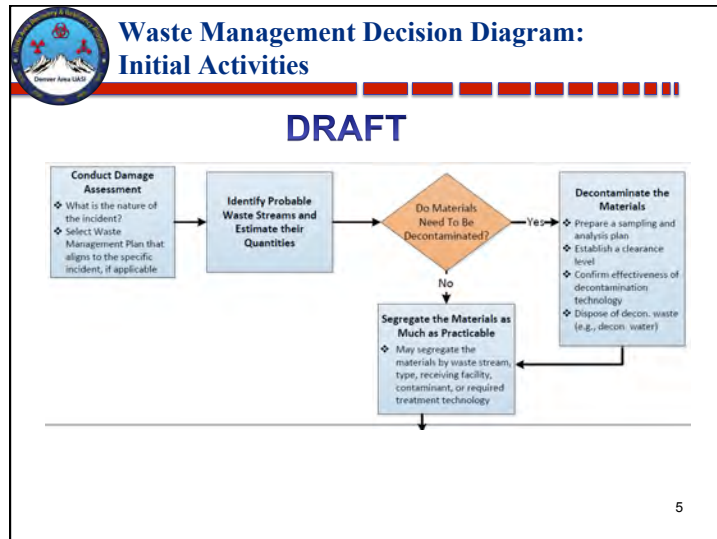 Waste Management Decision Diagram:
Initial Activities
Denver Area UASI
DRAFT
Conduct Damage
Assessment
❖ What is the nature of
the incident?
❖ Select Waste
Management Plan that
aligns to the specific
incident, if applicable
Identify Probable
Waste Streams and
Estimate their
Quantities
Do Materials
Need To Be
Decontaminated?
Yes
No
Decontaminate the
Materials
❖ Prepare a sampling and
analysis plan
❖ Establish a clearance
level
❖ Confirm effectiveness of
decontamination
technology
❖ Dispose of decon. waste
(e.g., decon water)
Segregate the Materials as
Much as Practicable
❖ May segregate the
materials by waste stream,
type, receiving facility,
contaminant, or required
treatment technology
5